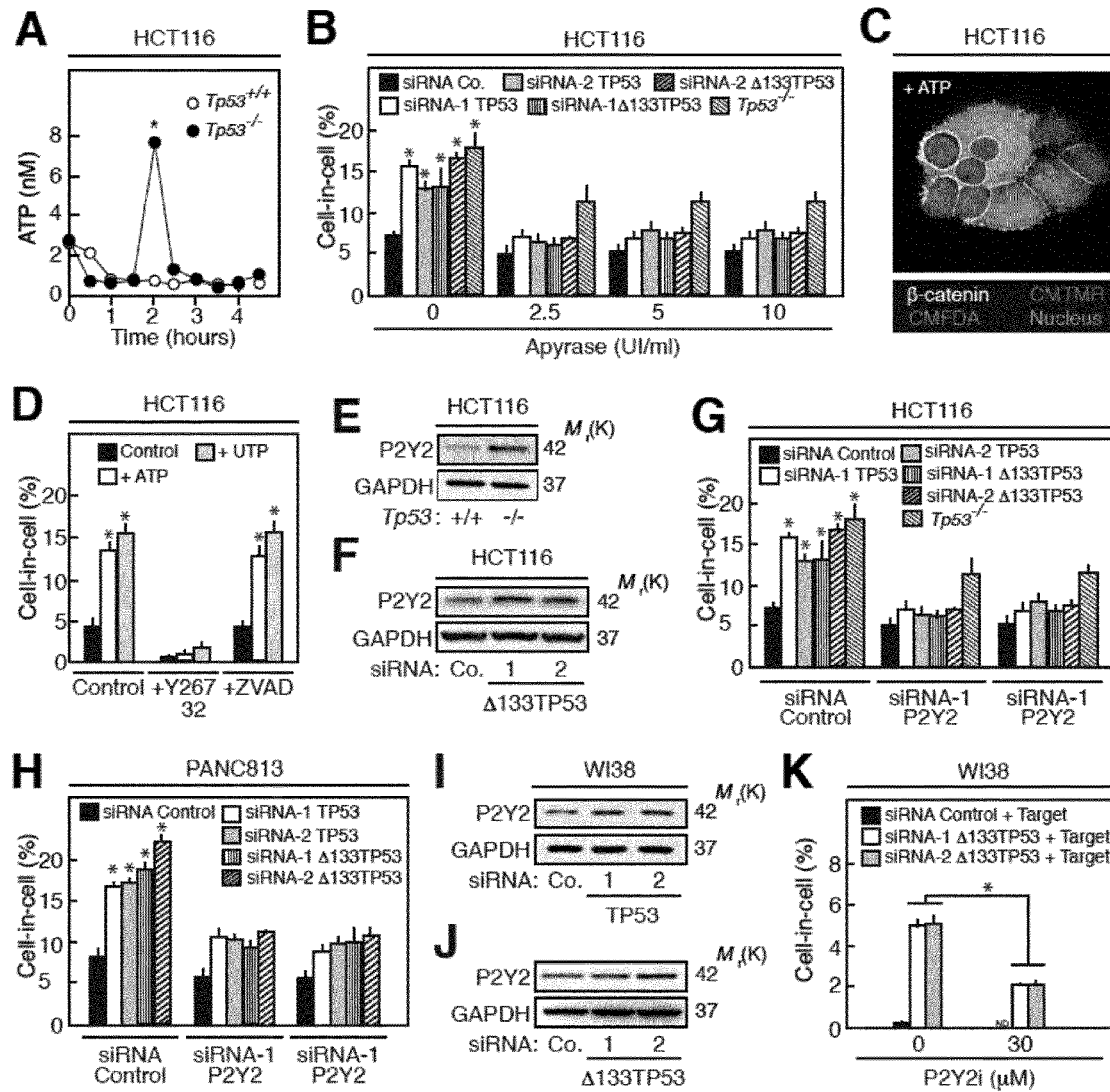 A
HCT116
Tp53+/+
Tp53-/-
*
ATP (nM)
8
6
4
2
0
0 1 2 3 4
Time (hours)
B
HCT116
siRNA Co. siRNA-2 TP53 siRNA-2 Δ133TP53
siRNA-1 TP53 siRNA-1Δ133TP53 Tp53-/-
Cell-in-cell (%)
20
15
10
5
0
* * * * *
0 2.5 5 10
Apyrase (UI/ml)
C
HCT116
+ ATP
β-catenin CMTMR
CMFDA Nucleus
D
HCT116
Control + UTP
+ ATP
Cell-in-cell (%)
20
15
10
5
0
* * * *
Control +Y267 +ZVAD
32
E
HCT116
Mr(K)
P2Y2 42
GAPDH 37
Tp53 : +/+ -/-
F
HCT116
Mr(K)
P2Y2 42
GAPDH 37
siRNA: Co. 1 2
Δ133TP53
G
HCT116
siRNA Control siRNA-2 TP53
siRNA-1 TP53 siRNA-1 Δ133TP53
siRNA-2 Δ133TP53
Tp53-/-
Cell-in-cell (%)
20
15
10
5
0
* * * * *
siRNA siRNA-1 siRNA-1
Control P2Y2 P2Y2
H
PANC813
siRNA Control siRNA-1 TP53
siRNA-2 TP53
siRNA-1 Δ133TP53
siRNA-2 Δ133TP53
Cell-in-cell (%)
20
15
10
5
0
* * * *
siRNA siRNA-1 siRNA-1
Control P2Y2 P2Y2
I
WI38
Mr(K)
P2Y2 42
GAPDH 37
siRNA: Co. 1 2
TP53
J
Mr(K)
P2Y2 42
GAPDH 37
siRNA: Co. 1 2
Δ133TP53
K
WI38
siRNA Control + Target
siRNA-1 Δ133TP53 + Target
siRNA-2 Δ133TP53 + Target
Cell-in-cell (%)
8
6
4
2
0
*
ND
0 30
P2Y2i (μM)